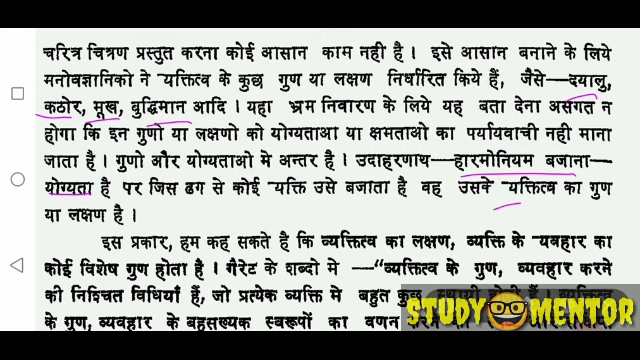 चरित्र चित्रण प्रस्तुत करना कोई आसान काम नही है । इसे आसान बनाने के लिये
मनोवज्ञानिको ने यक्तित्व के कुछ गुण या लक्षण निर्धारित किये हैं, जैसे—दयालु,
कठोर, मूख, बुद्धिमान आदि । यहा भ्रम निवारण के लिये यह बता देना असंगत न
होगा कि इन गुणो या लक्षणो को योग्यताआ या क्षमताओ का पर्यायवाची नही माना
जाता है । गुणो और योग्यताओ मे अन्तर है । उदाहरणाथ—हारमोनियम बजाना—
योग्यता है पर जिस ढग से कोई यक्ति उसे बजाता है वह उसके यक्तित्व का गुण
या लक्षण है ।
इस प्रकार, हम कह सकते है कि व्यक्तित्व का लक्षण, व्यक्ति के यवहार का
कोई विशेष गुण होता है । गैरेट के शब्दो मे —“व्यक्तित्व के गुण, व्यवहार करने
की निश्चित विधियाँ हैं, जो प्रत्येक व्यक्ति मे बहुत कुछ
के गुण, व्यवहार के बहुसख्यक स्वरूपों का वणन
STUDY MENTOR